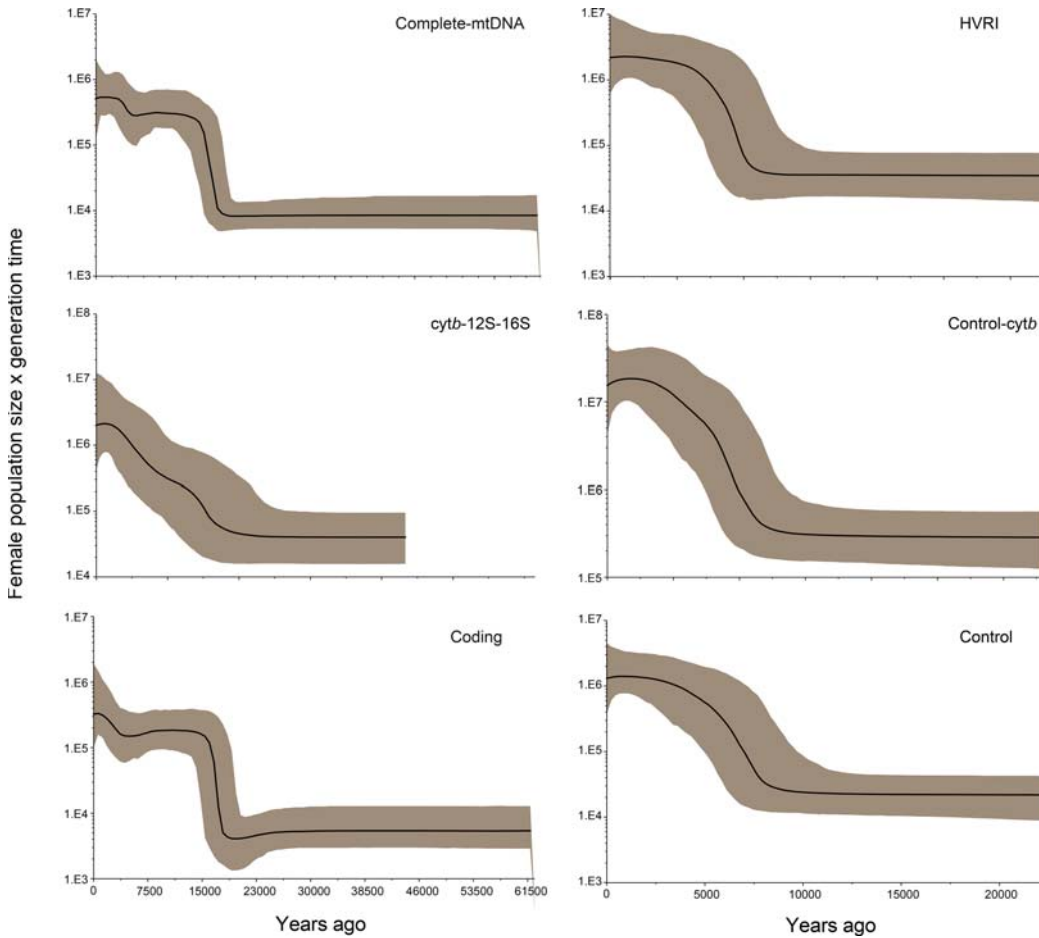 Female population size x generation time
Complete-mtDNA
1.E7
1.E6
1.E5
1.E4
1.E3
HVRI
1.E7
1.E6
1.E5
1.E4
1.E3
cytb-12S-16S
1.E8
1.E7
1.E6
1.E5
1.E4
Control-cytb
1.E8
1.E7
1.E6
1.E5
Coding
1.E7
1.E6
1.E5
1.E4
1.E3
0 7500 15000 23000 30000 38500 46000 53500 61500
Years ago
Control
1.E7
1.E6
1.E5
1.E4
1.E3
0 5000 10000 15000 20000
Years ago